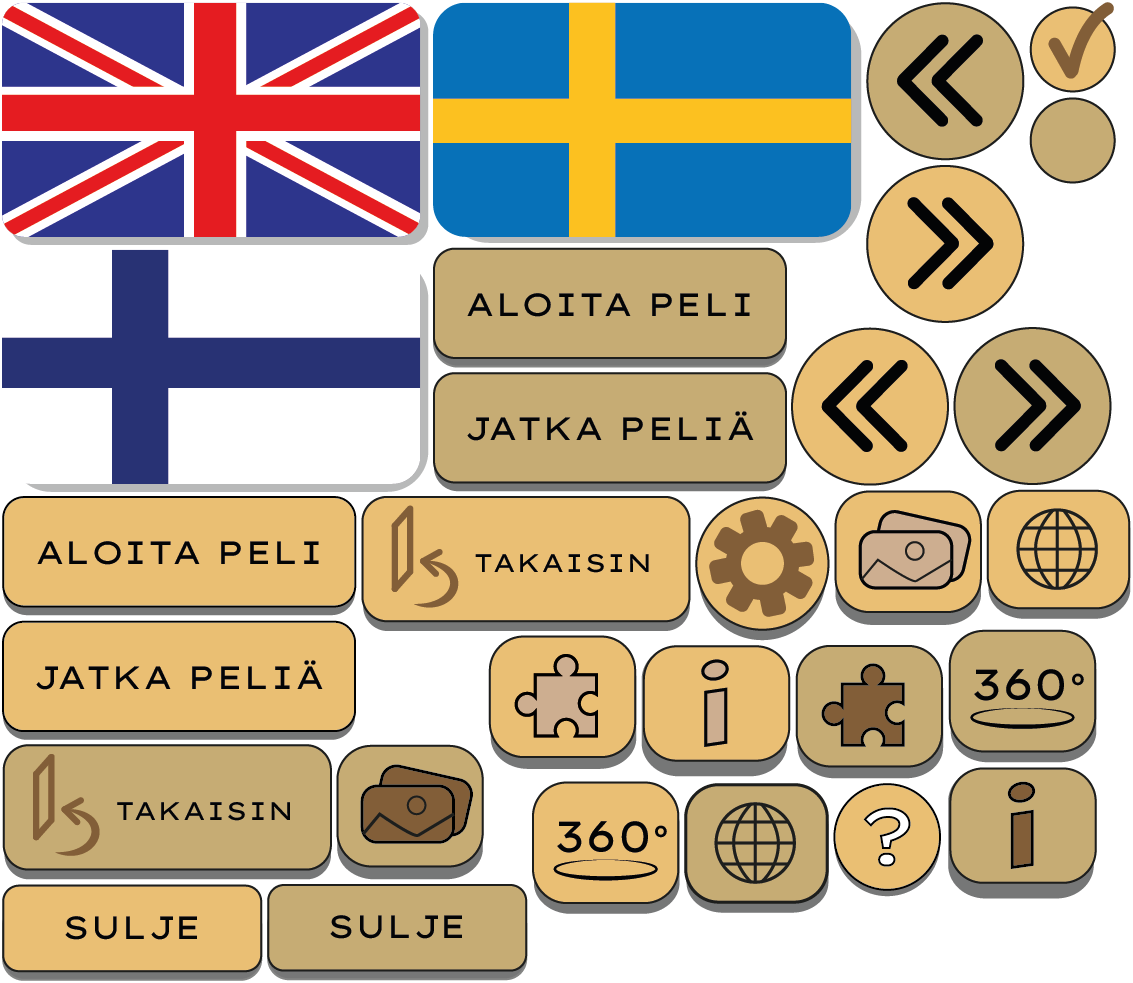 ALOITA PELI
JATKA PELIÄ
ALOITA PELI
TAKAISIN
JATKA PELIÄ
i
360°
TAKAISIN
360°
?
i
SULJE
SULJE